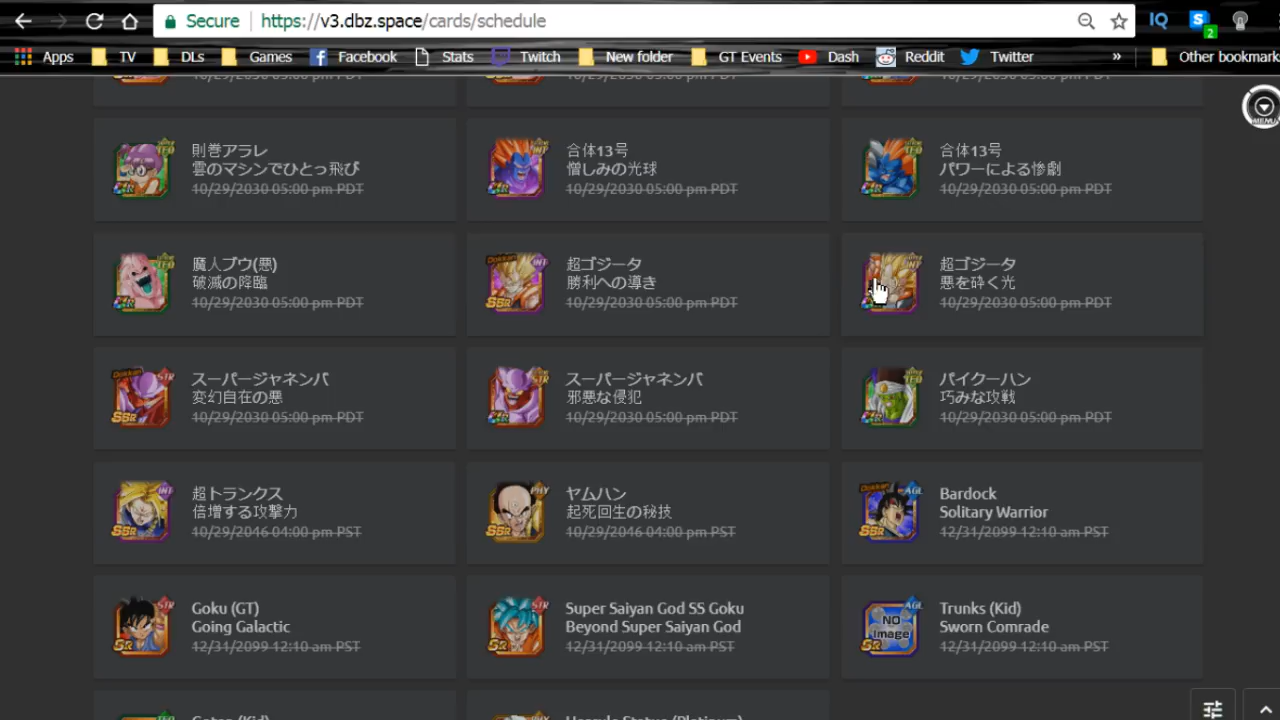 Secure
https://v3.dbz.space/cards/schedule
2
Apps
TV
DLs
Games
Facebook
Stats
Twitch
New folder
GT Events
Dash
Reddit
Twitter
»
Other bookmark
MENU
則巻アラレ
雲のマシンでひとっ飛び
10/29/2030 05:00 pm PDT
合体13号
憎しみの光球
10/29/2030 05:00 pm PDT
合体13号
パワーによる惨劇
10/29/2030 05:00 pm PDT
魔人ブウ(悪)
破滅の降臨
10/29/2030 05:00 pm PDT
超ゴジータ
勝利への導き
10/29/2030 05:00 pm PDT
超ゴジータ
悪を砕く光
10/29/2030 05:00 pm PDT
スーパージャネンバ
変幻自在の悪
10/29/2030 05:00 pm PDT
スーパージャネンバ
邪悪な侵犯
10/29/2030 05:00 pm PDT
パイクーハン
巧みな攻戦
10/29/2030 05:00 pm PDT
超トランクス
倍増する攻撃力
10/29/2046 04:00 pm PST
ヤムハン
起死回生の秘技
10/29/2046 04:00 pm PST
Bardock
Solitary Warrior
12/31/2099 12:10 am PST
Goku (GT)
Going Galactic
12/31/2099 12:10 am PST
Super Saiyan God SS Goku
Beyond Super Saiyan God
12/31/2099 12:10 am PST
NO
Image
Trunks (Kid)
Sworn Comrade
12/31/2099 12:10 am PST